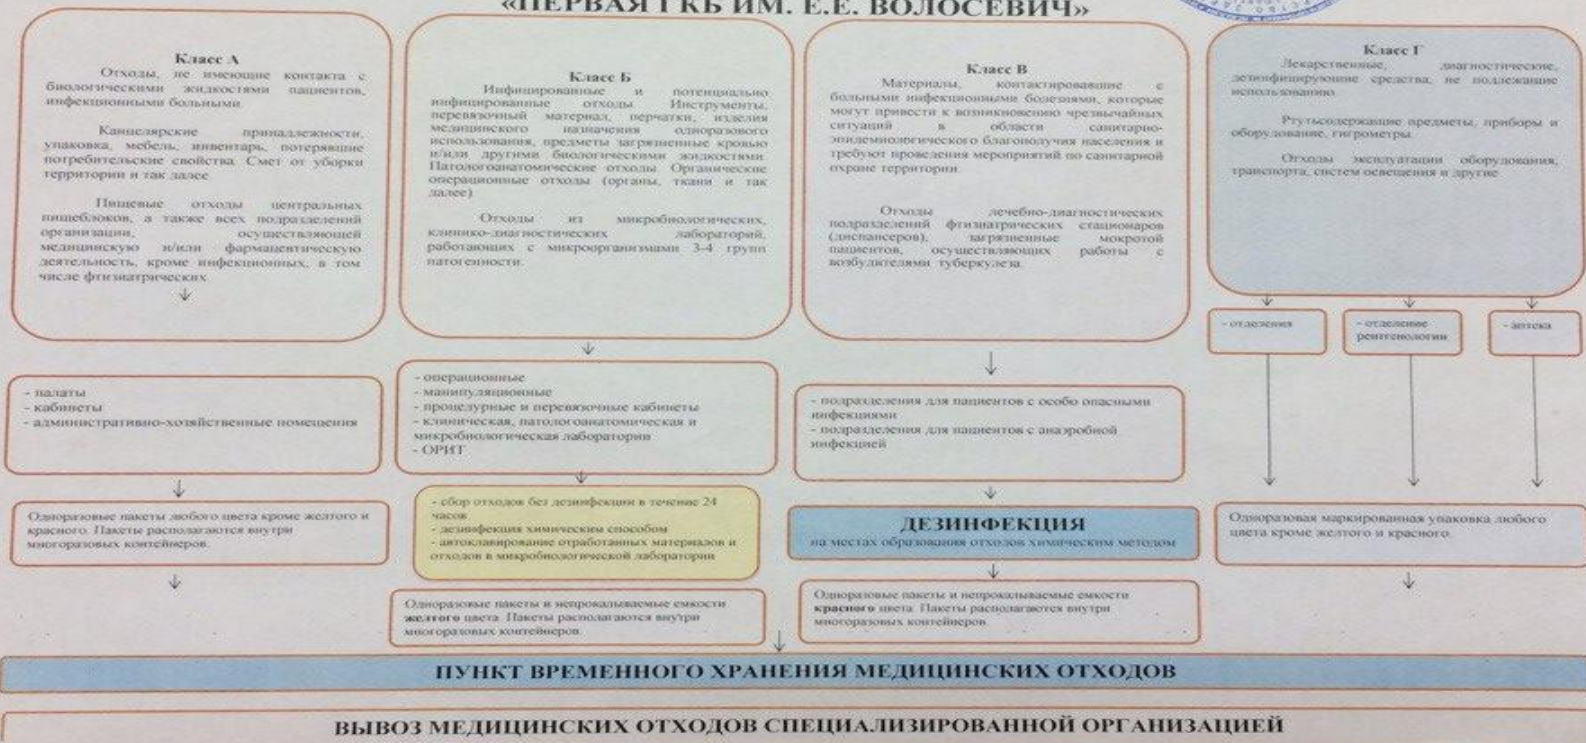 «ПЕРВАЯ ГКБ ИМ. Е.Е. ВОЛОСЕВИЧ»
Класс А
Отходы, не имеющие контакта с
биологическими жидкостями пациентов,
инфекционными больными.
Канцелярские принадлежности,
упаковка, мебель, инвентарь, потерявшие
потребительские свойства. Смет от уборки
территории и так далее.
Пищевые отходы центральных
пищеблоков, а также всех подразделений
организации, осуществляющей
медицинскую и/или фармацевтическую
деятельность, кроме инфекционных, в том
числе фтизиатрических.
Класс Б
Инфицированные и потенциально
инфицированные отходы. Инструменты,
перевязочный материал, перчатки, изделия
медицинского назначения одноразового
использования, предметы загрязненные кровью
и/или другими биологическими жидкостями.
Патологоанатомические отходы. Органические
операционные отходы (органы, ткани и так
далее).
Отходы из микробиологических,
клинико-диагностических лабораторий,
работающих с микроорганизмами 3-4 групп
патогенности.
Класс В
Материалы, контактировавшие с
больными инфекционными болезнями, которые
могут привести к возникновению чрезвычайных
ситуаций в области санитарно-
эпидемиологического благополучия населения и
требуют проведения мероприятий по санитарной
охране территории.
Отходы лечебно-диагностических
подразделений фтизиатрических стационаров
(диспансеров), загрязненные мокротой
пациентов, осуществляющих работы с
возбудителями туберкулеза.
Класс Г
Лекарственные, диагностические,
дезинфицирующие средства, не подлежащие
использованию.
Ртутьсодержащие предметы, приборы и
оборудование, гигрометры.
Отходы эксплуатации оборудования,
транспорта, систем освещения и другие
- отделения
- отделение
рентгенологии
- аптека
- палаты
- кабинеты
- административно-хозяйственные помещения
- операционные
- манипуляционные
- процедурные и перевязочные кабинеты
- клиническая, патологоанатомическая и
микробиологическая лаборатории
- ОРИТ
- подразделения для пациентов с особо опасными
инфекциями
- подразделения для пациентов с анаэробной
инфекцией
Одноразовые пакеты любого цвета кроме желтого и
красного. Пакеты располагаются внутри
многоразовых контейнеров.
- сбор отходов без дезинфекции в течение 24
часов
- дезинфекция химическим способом
- автоклавирование отработанных материалов и
отходов в микробиологической лаборатории
ДЕЗИНФЕКЦИЯ
на местах образования отходов химическим методом
Одноразовая маркированная упаковка любого
цвета кроме желтого и красного.
Одноразовые пакеты и непрокалываемые емкости
желтого цвета. Пакеты располагаются внутри
многоразовых контейнеров
Одноразовые пакеты и непрокалываемые емкости
красного цвета. Пакеты располагаются внутри
многоразовых контейнеров
ПУНКТ ВРЕМЕННОГО ХРАНЕНИЯ МЕДИЦИНСКИХ ОТХОДОВ
ВЫВОЗ МЕДИЦИНСКИХ ОТХОДОВ СПЕЦИАЛИЗИРОВАННОЙ ОРГАНИЗАЦИЕЙ